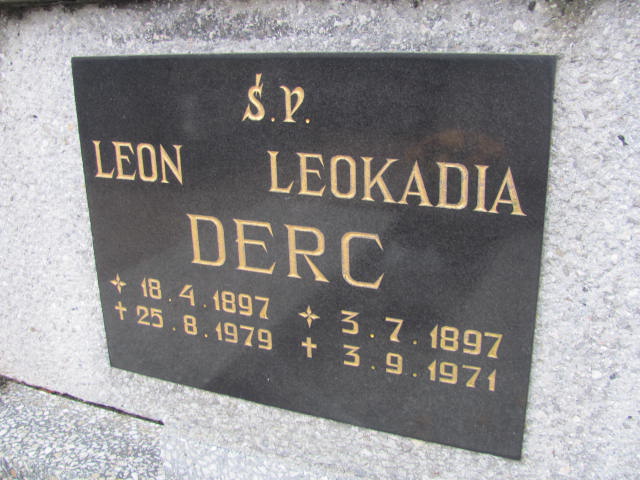 Ś.P.
LEON LEOKADIA
DERC
18.4.1897 3.7.1897
25.8.1979 3.9.1971